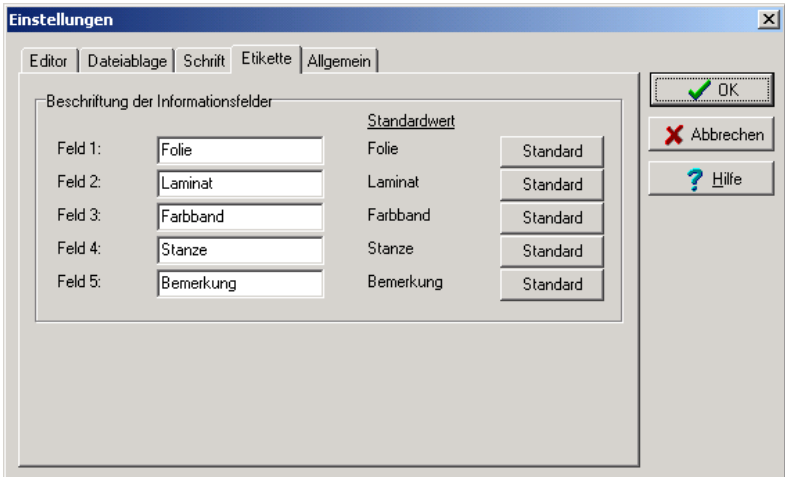 Einstellungen
Editor Dateiablage Schrift Etikette Allgemein
OK
Abbrechen
Hilfe
Beschriftung der Informationsfelder
Standardwert
Feld 1: Folie Folie Standard
Feld 2: Laminat Laminat Standard
Feld 3: Farbband Farbband Standard
Feld 4: Stanze Stanze Standard
Feld 5: Bemerkung Bemerkung Standard